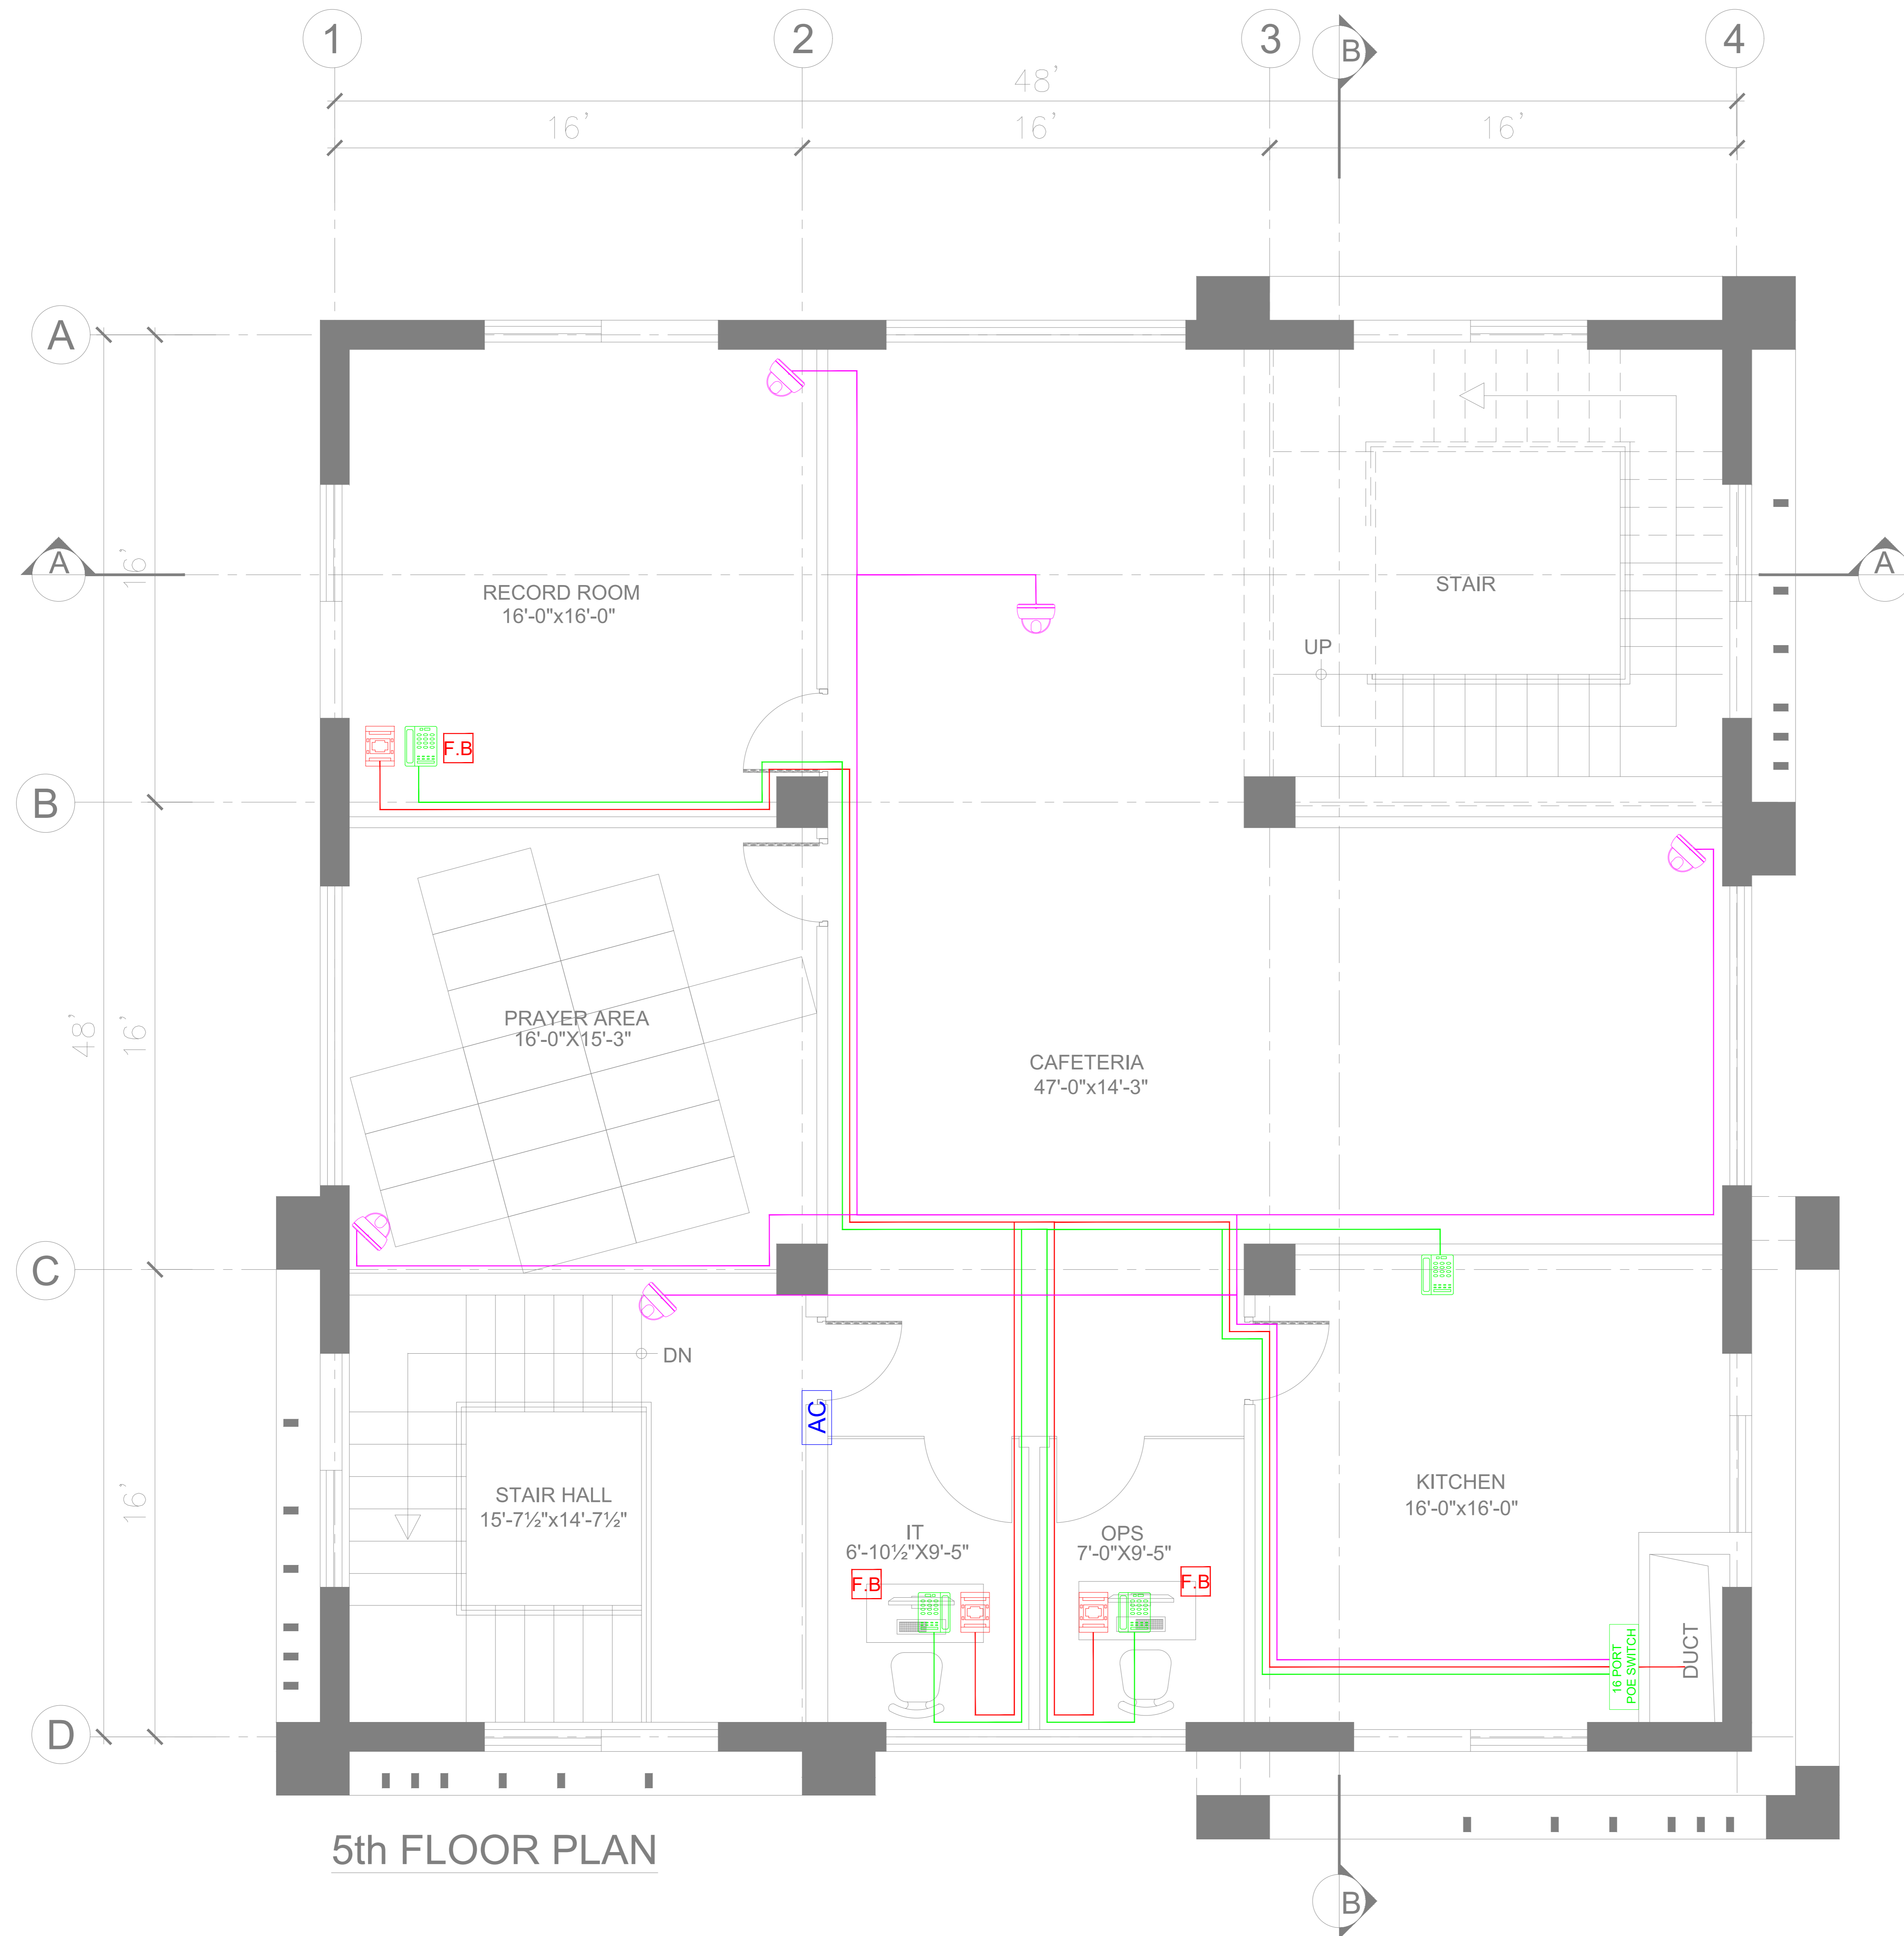 1
2
3
B
4
48'
16'
16'
16'
A
A
16'
A
RECORD ROOM
16'-0"x16'-0"
STAIR
UP
F.B
B
48'
16'
PRAYER AREA
16'-0"X15'-3"
CAFETERIA
47'-0"x14'-3"
C
DN
AC
16'
STAIR HALL
15'-7½"x14'-7½"
IT
6'-10½"X9'-5"
OPS
7'-0"X9'-5"
KITCHEN
16'-0"x16'-0"
F.B
F.B
16 PORT
POE SWITCH
DUCT
D
5th FLOOR PLAN
B